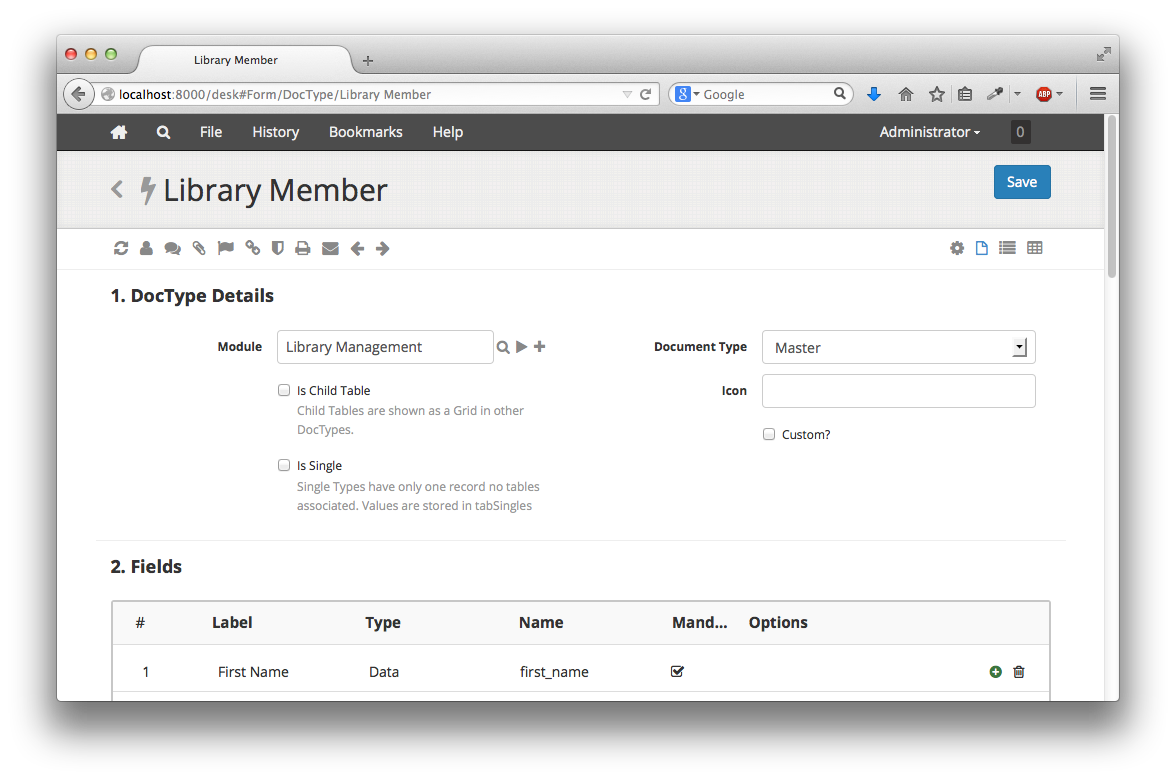 Library Member
localhost:8000/desk#Form/DocType/Library Member
Google
ABP
File History Bookmarks Help Administrator 0
Library Member
Save
1. DocType Details
Module Library Management
Document Type Master
Is Child Table
Child Tables are shown as a Grid in other
DocTypes.
Icon
Custom?
Is Single
Single Types have only one record no tables
associated. Values are stored in tabSingles
2. Fields
# Label Type Name Mand... Options
1 First Name Data first_name